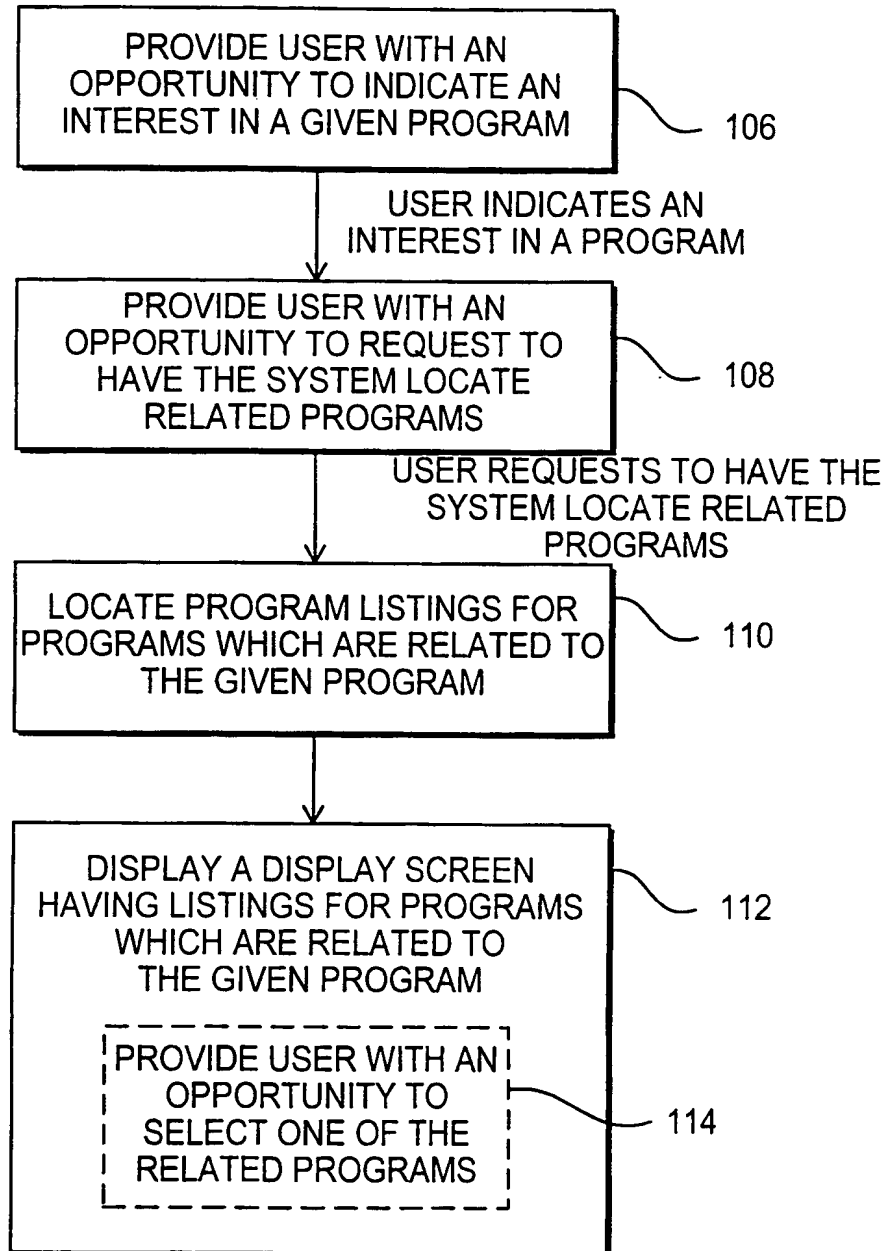 PROVIDE USER WITH AN
OPPORTUNITY TO INDICATE AN
INTEREST IN A GIVEN PROGRAM
106
USER INDICATES AN
INTEREST IN A PROGRAM
PROVIDE USER WITH AN
OPPORTUNITY TO REQUEST TO
HAVE THE SYSTEM LOCATE
RELATED PROGRAMS
108
USER REQUESTS TO HAVE THE
SYSTEM LOCATE RELATED
PROGRAMS
LOCATE PROGRAM LISTINGS FOR
PROGRAMS WHICH ARE RELATED TO
THE GIVEN PROGRAM
110
DISPLAY A DISPLAY SCREEN
HAVING LISTINGS FOR PROGRAMS
WHICH ARE RELATED TO
THE GIVEN PROGRAM
112
PROVIDE USER WITH AN
OPPORTUNITY TO
SELECT ONE OF THE
RELATED PROGRAMS
114